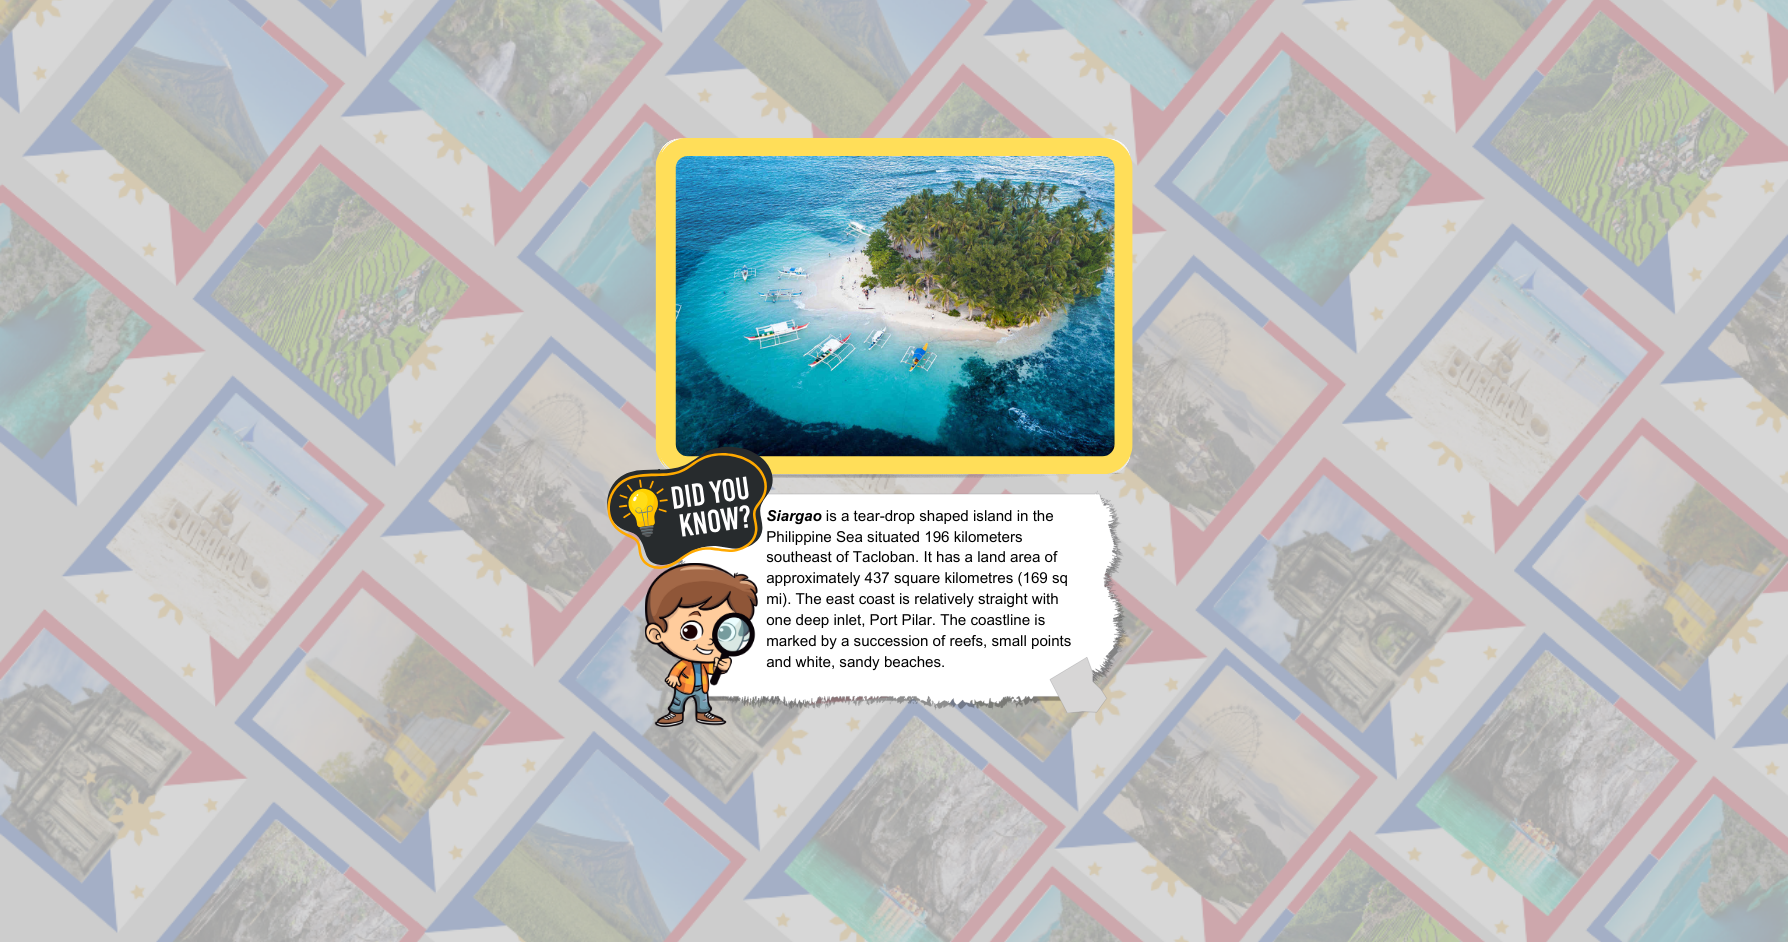 DID YOU
KNOW?
Siargao is a tear-drop shaped island in the
Philippine Sea situated 196 kilometers
southeast of Tacloban. It has a land area of
approximately 437 square kilometres (169 sq
mi). The east coast is relatively straight with
one deep inlet, Port Pilar. The coastline is
marked by a succession of reefs, small points
and white, sandy beaches.